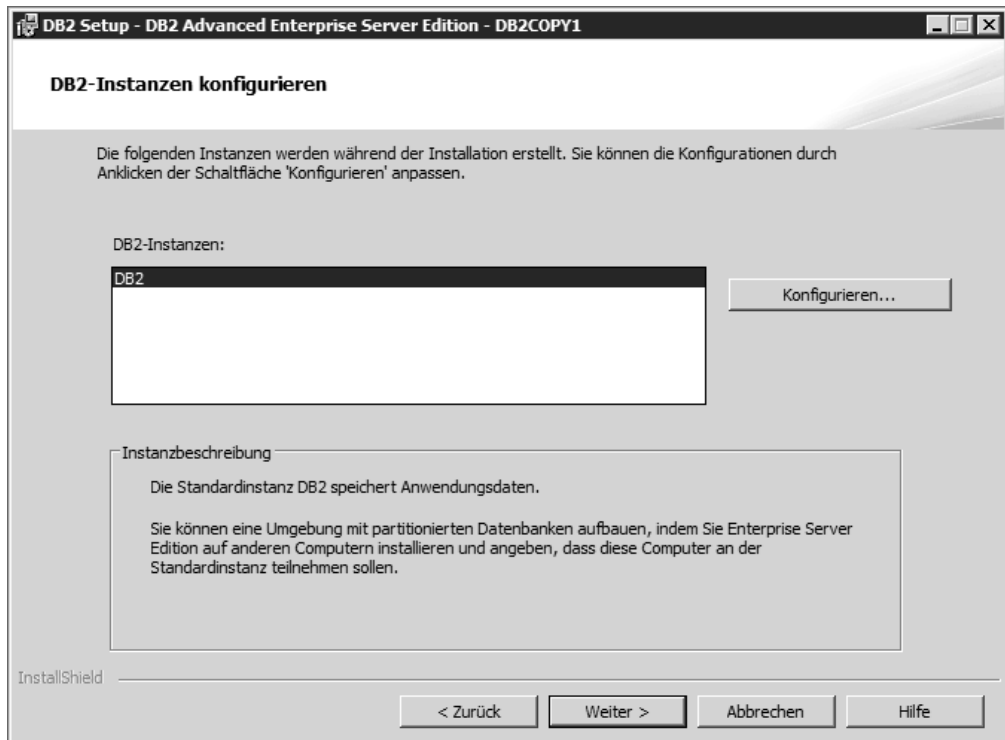 DB2 Setup - DB2 Advanced Enterprise Server Edition - DB2COPY1
DB2-Instanzen konfigurieren
Die folgenden Instanzen werden während der Installation erstellt. Sie können die Konfigurationen durch
Anklicken der Schaltfläche 'Konfigurieren' anpassen.
DB2-Instanzen:
DB2
Konfigurieren...
Instanzbeschreibung
Die Standardinstanz DB2 speichert Anwendungsdaten.
Sie können eine Umgebung mit partitionierten Datenbanken aufbauen, indem Sie Enterprise Server
Edition auf anderen Computern installieren und angeben, dass diese Computer an der
Standardinstanz teilnehmen sollen.
InstallShield
< Zurück
Weiter >
Abbrechen
Hilfe